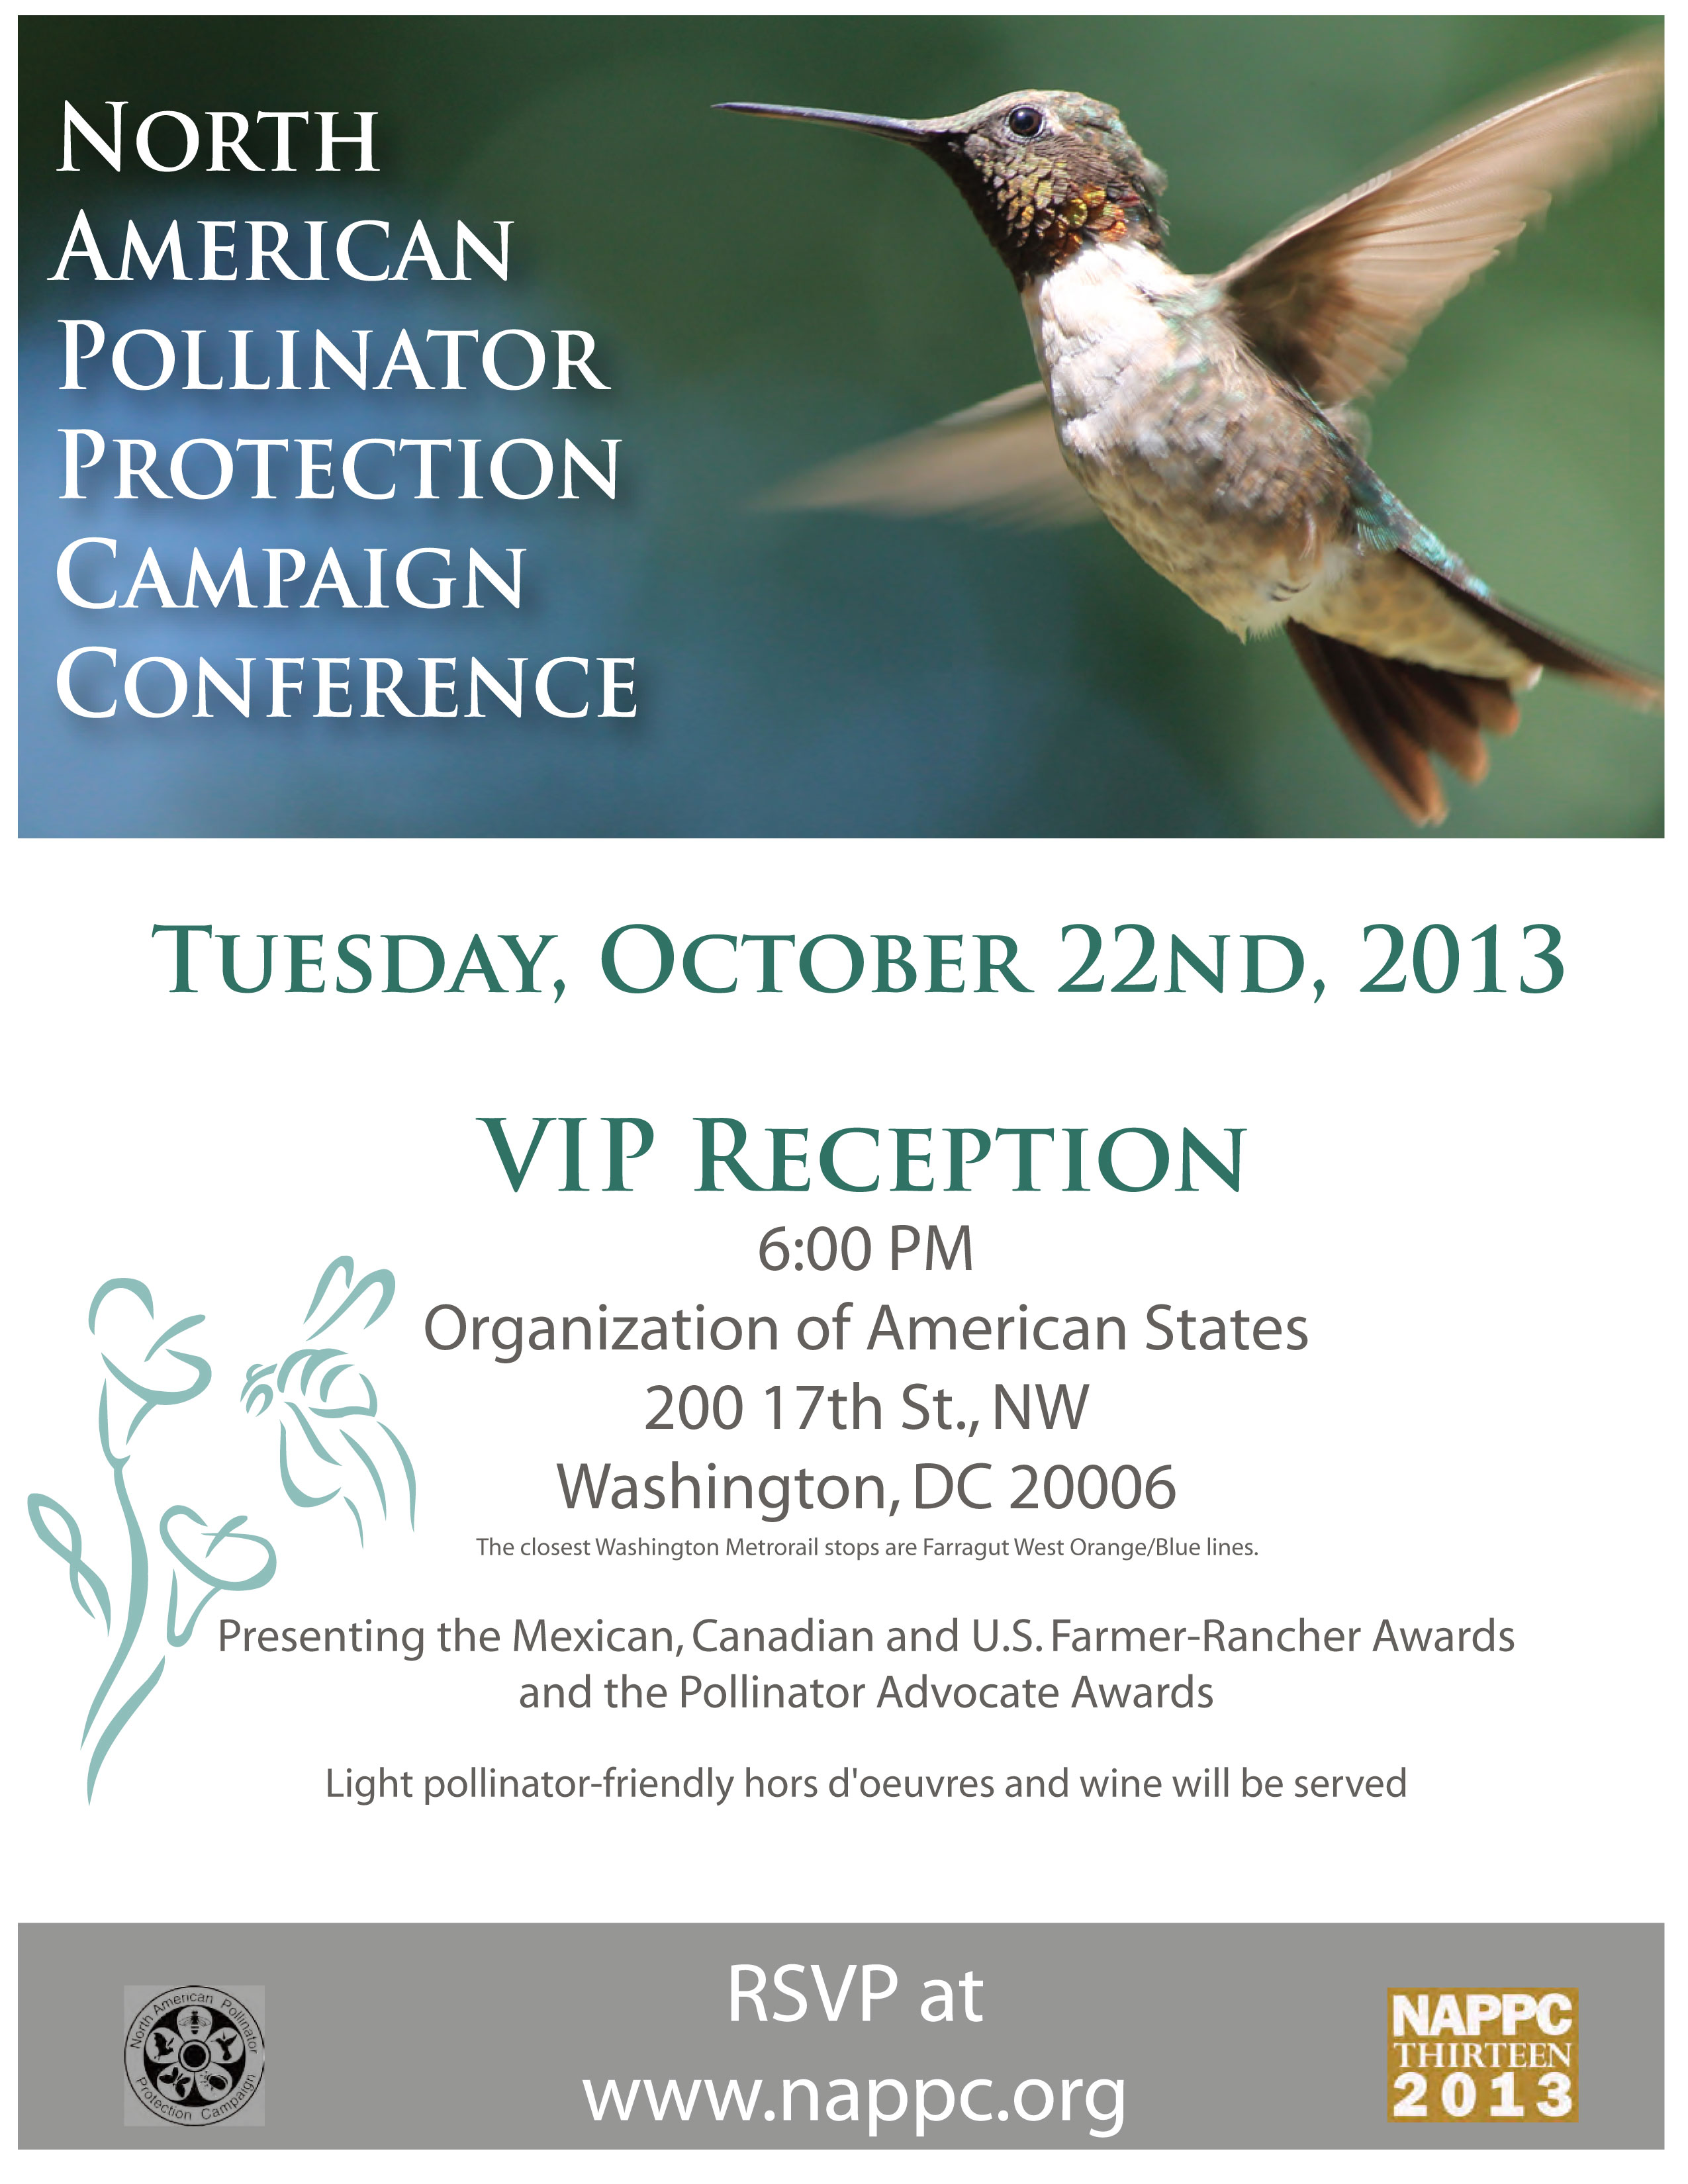 North
American
Pollinator
Protection
Campaign
Conference
Tuesday, October 22nd, 2013
VIP Reception
6:00 PM
Organization of American States
200 17th St., NW
Washington, DC 20006
The closest Washington Metrorail stops are Farragut West Orange/Blue lines.
Presenting the Mexican, Canadian and U.S. Farmer-Rancher Awards
and the Pollinator Advocate Awards
Light pollinator-friendly hors d'oeuvres and wine will be served
RSVP at
www.nappc.org
North American Pollinator
Protection Campaign
NAPPC
THIRTEEN
2013